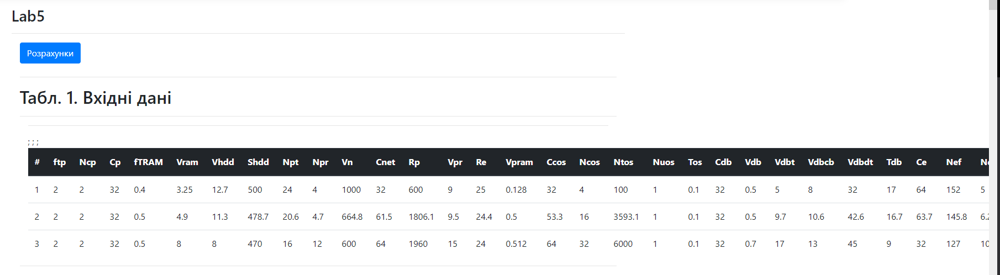 Lab5
Розрахунки
Табл. 1. Вхідні дані
; ; ;
# ftp Ncp Cp fTRAM Vram Vhdd Shdd Npt Npr Vn Cnet Rp Vpr Re Vpram Ccos Ncos Ntos Nuos Tos Cdb Vdb Vdbt Vdbcb Vdbdt Tdb Ce Nef
1 2 2 32 0.4 3.25 12.7 500 24 4 1000 32 600 9 25 0.128 32 4 100 1 0.1 32 0.5 5 8 32 17 64 152 5
2 2 2 32 0.5 4.9 11.3 478.7 20.6 4.7 664.8 61.5 1806.1 9.5 24.4 0.5 53.3 16 3593.1 1 0.1 32 0.5 9.7 10.6 42.6 16.7 63.7 145.8
3 2 2 32 0.5 8 8 470 16 12 600 64 1960 15 24 0.512 64 32 6000 1 0.1 32 0.7 17 13 45 9 32 127